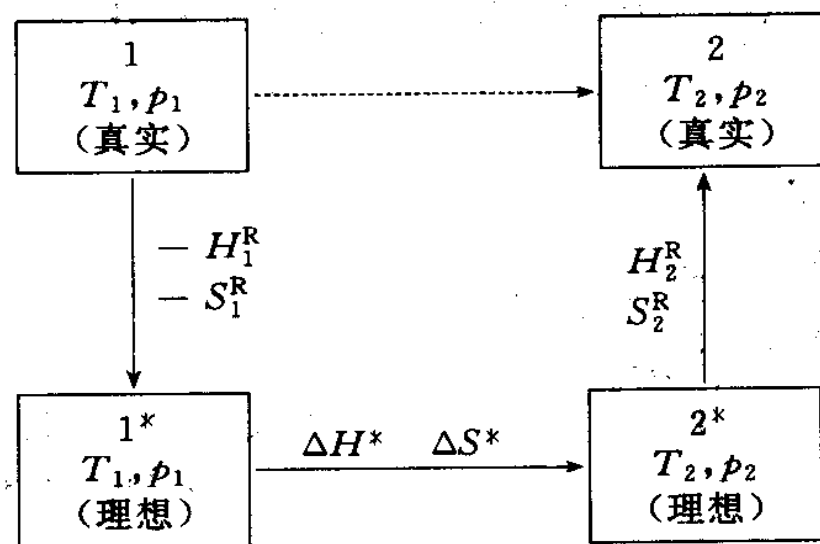 1
T₁,p₁
(真实)
2
T₂,p₂
(真实)
− H₁ᴿ
− S₁ᴿ
H₂ᴿ
S₂ᴿ
1*
T₁,p₁
(理想)
ΔH* ΔS*
2*
T₂,p₂
(理想)